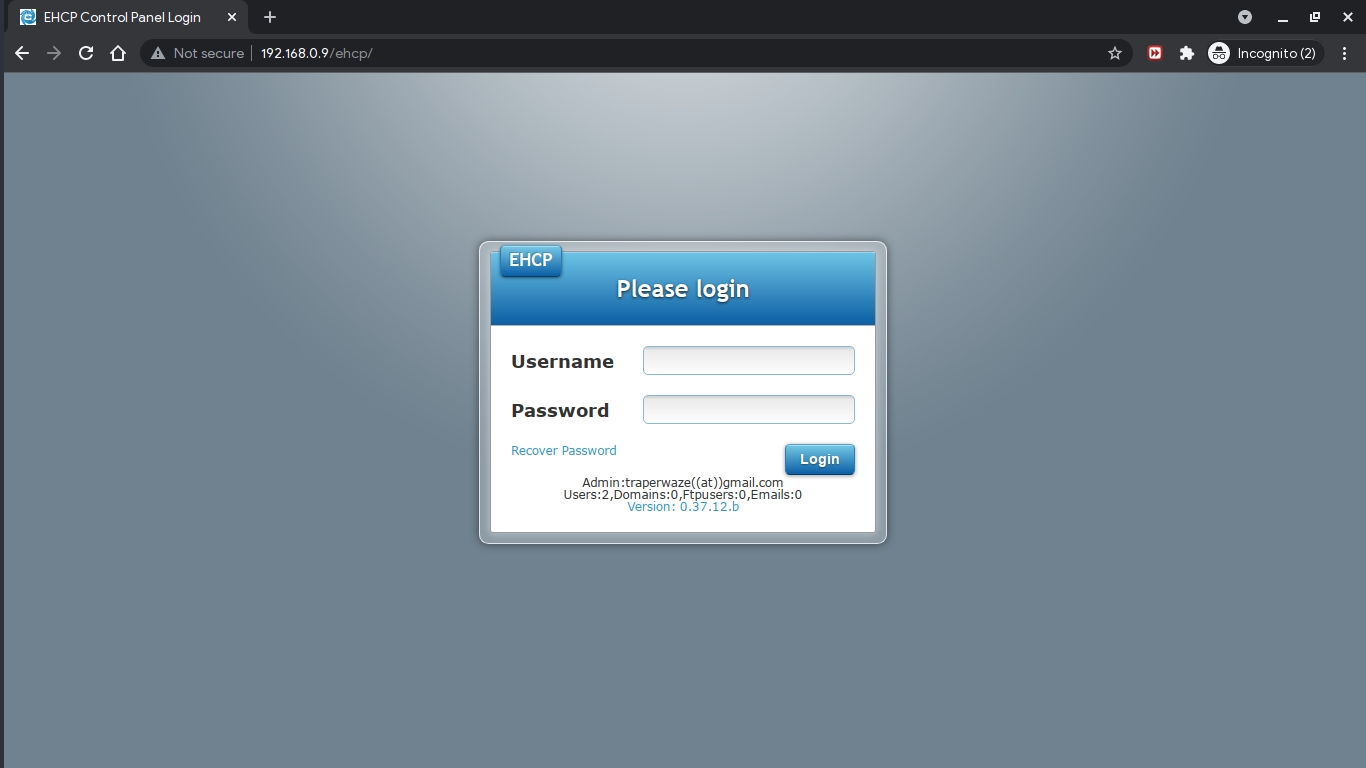 EHCP Control Panel Login
Not secure 192.168.0.9/ehcp/ Incognito (2)
EHCP
Please login
Username
Password
Recover Password
Login
Admin:traperwaze((at))gmail.com
Users:2,Domains:0,Ftpusers:0,Emails:0
Version: 0.37.12.b